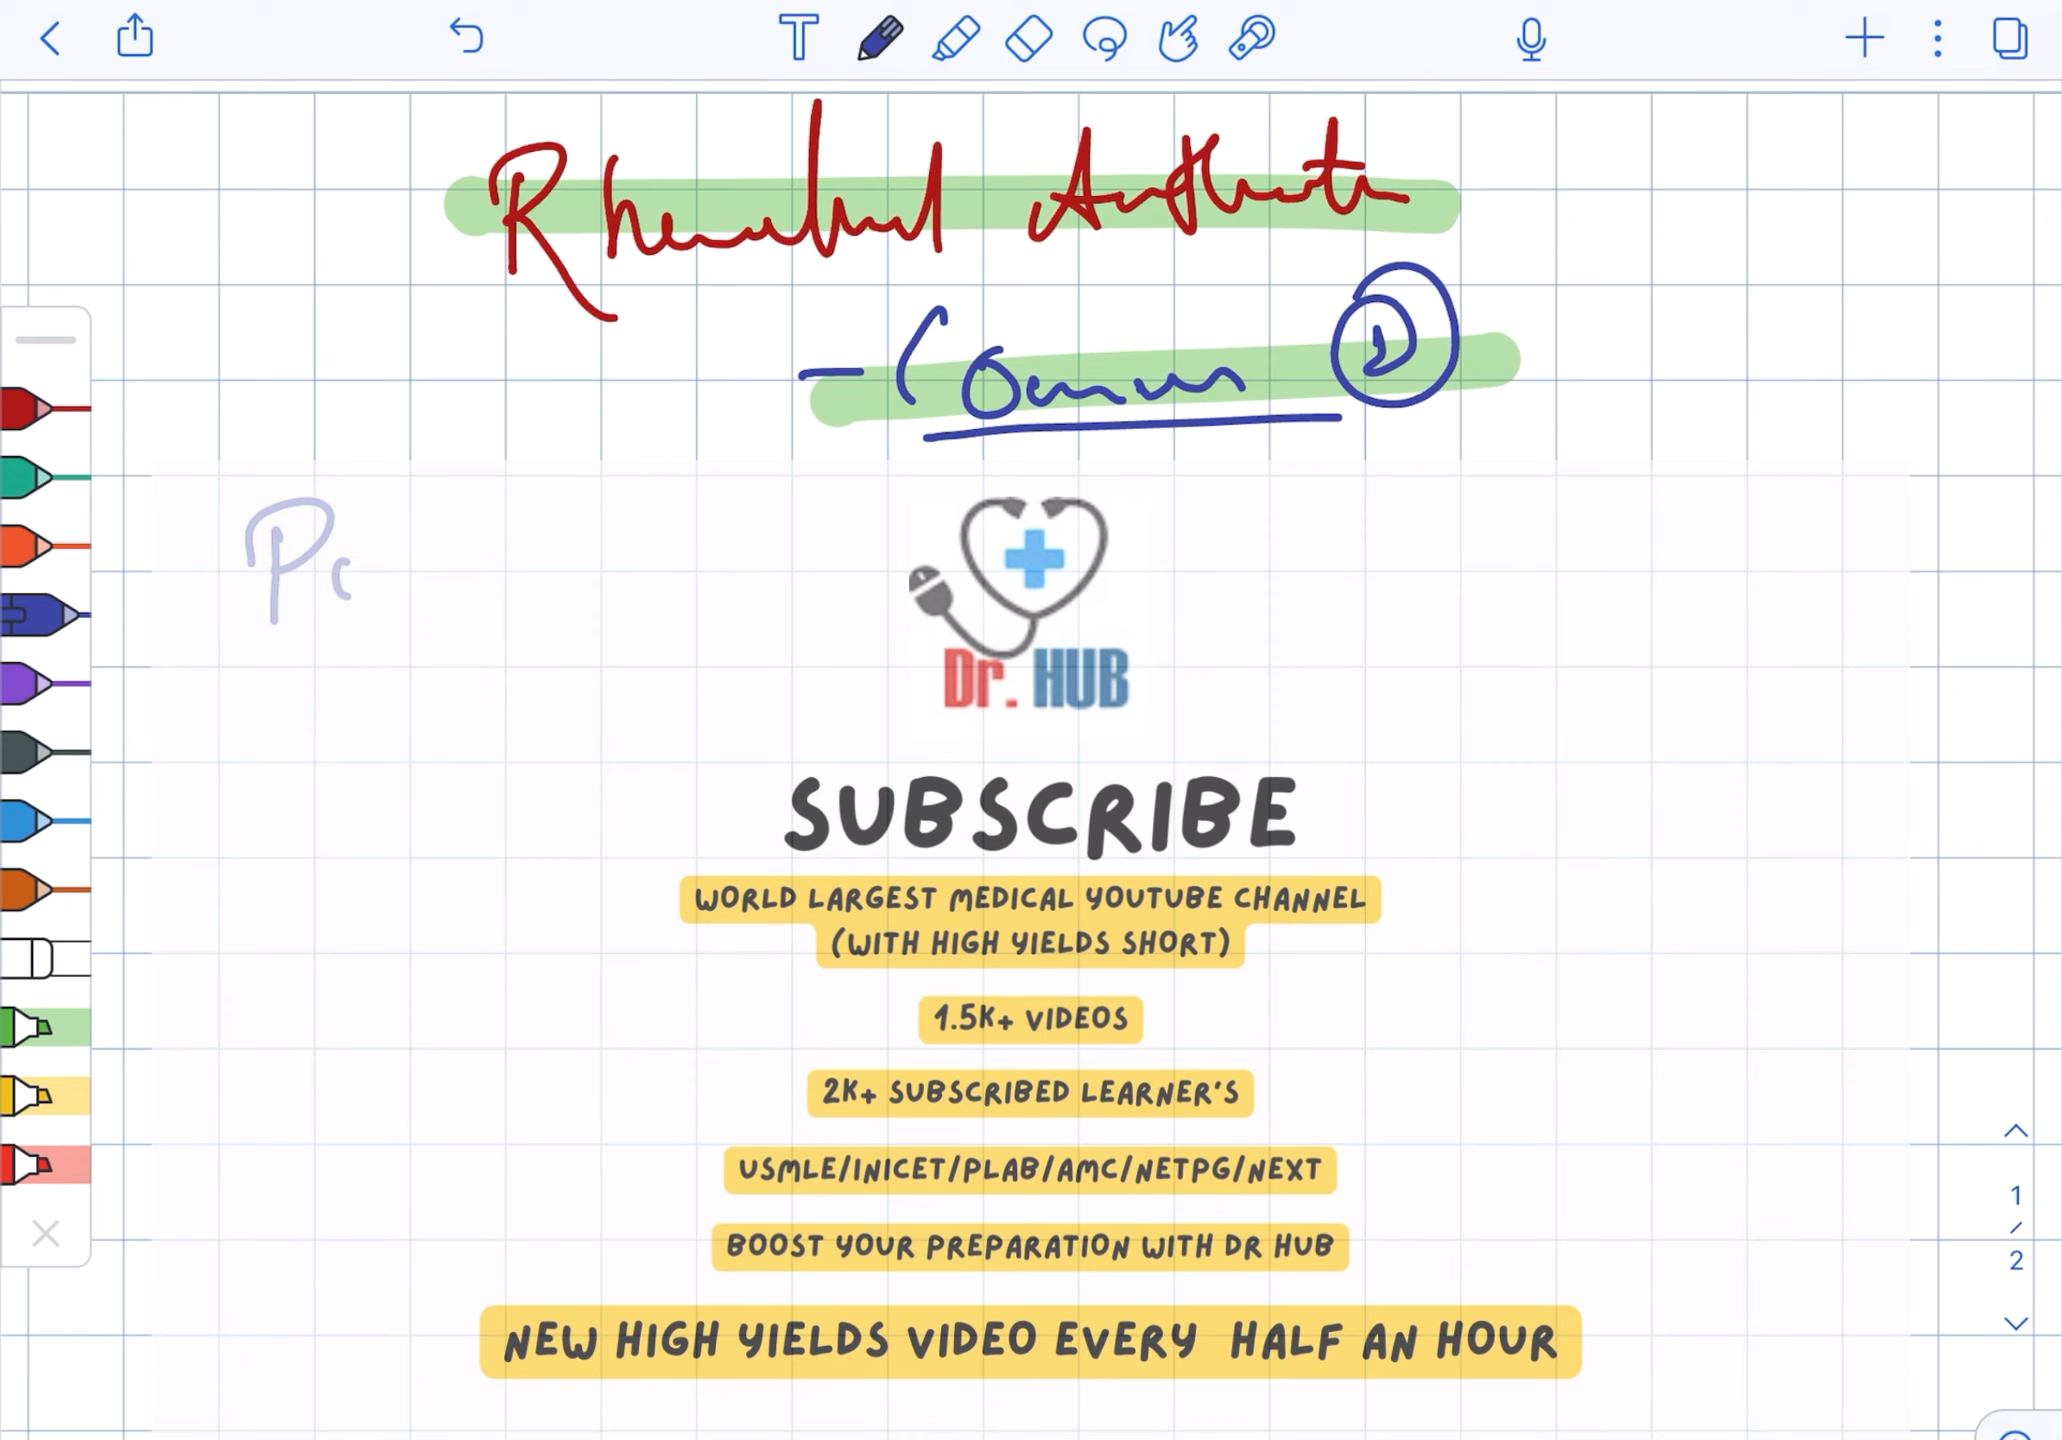 Rheumatoid Arthritis
- Common D
Pc
Dr. HUB
SUBSCRIBE
WORLD LARGEST MEDICAL YOUTUBE CHANNEL
(WITH HIGH YIELDS SHORT)
1.5K+ VIDEOS
2K+ SUBSCRIBED LEARNER'S
USMLE/INICET/PLAB/AMC/NETPG/NEXT
BOOST YOUR PREPARATION WITH DR HUB
NEW HIGH YIELDS VIDEO EVERY HALF AN HOUR
1
/
2